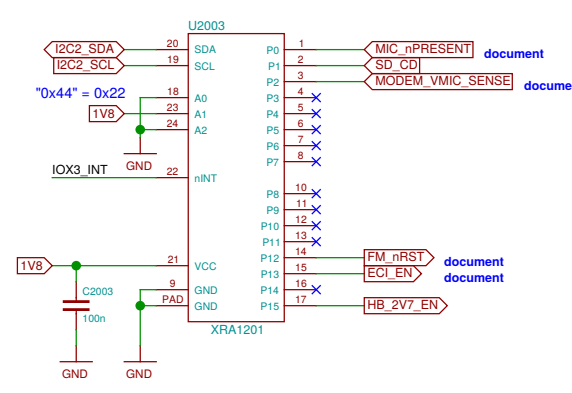 U2003
I2C2_SDA 20 SDA P0 1 MIC_nPRESENT document
I2C2_SCL 19 SCL P1 2 SD_CD
P2 3 MODEM_VMIC_SENSE docume
"0x44" = 0x22 18 A0 P3 4
1V8 23 A1 P4 5
24 A2 P5 6
P6 7
GND P7 8
IOX3_INT 22 nINT
P8 10
P9 11
P10 12
P11 13
P12 14 FM_nRST document
1V8 21 VCC P13 15 ECI_EN document
C2003 9 GND P14 16
100n PAD GND P15 17 HB_2V7_EN
XRA1201
GND GND